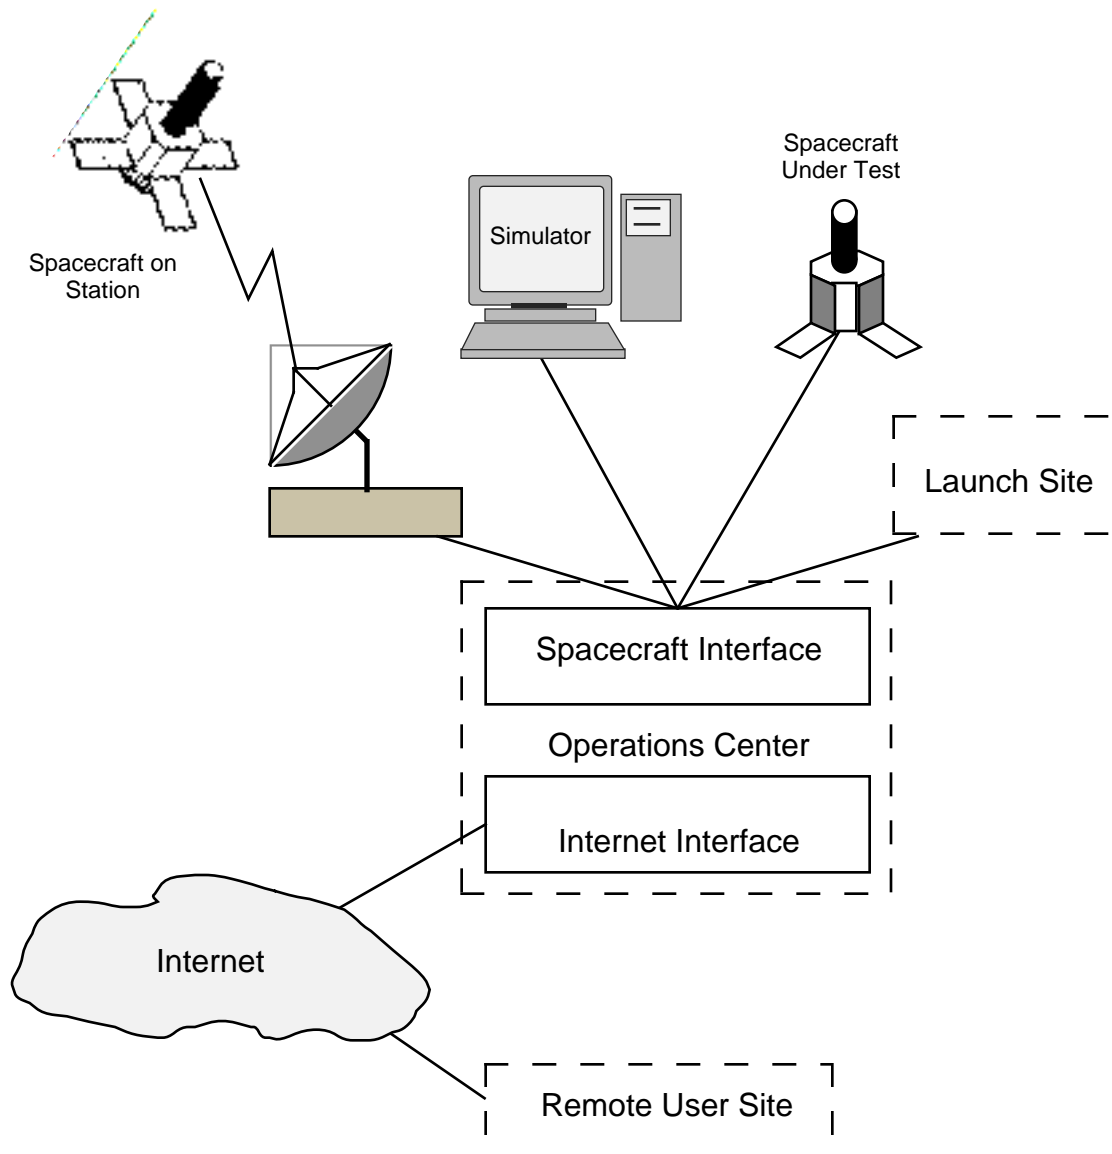 Spacecraft
Under Test
Simulator
Spacecraft on
Station
Launch Site
Spacecraft Interface
Operations Center
Internet Interface
Internet
Remote User Site